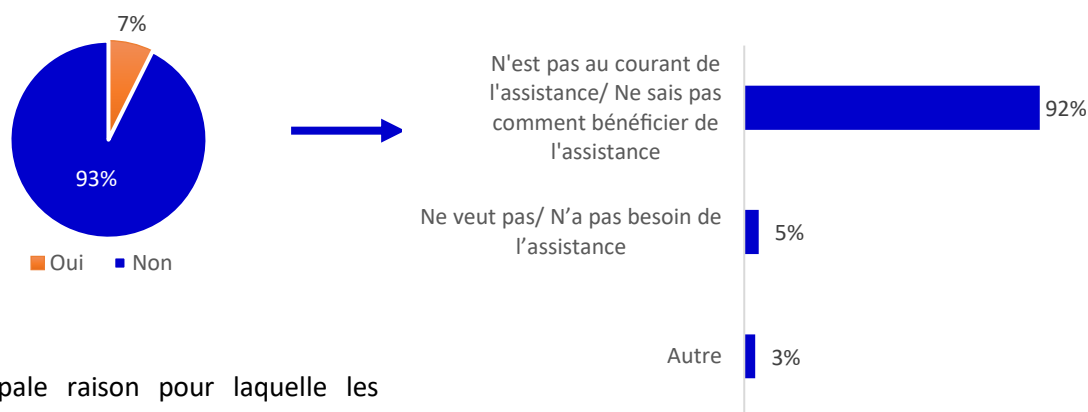 7%
93%
Oui Non
N'est pas au courant de
l'assistance/ Ne sais pas
comment bénéficier de
l'assistance
92%
Ne veut pas/ N’a pas besoin de
l’assistance
5%
Autre
3%
raison pour laquelle les